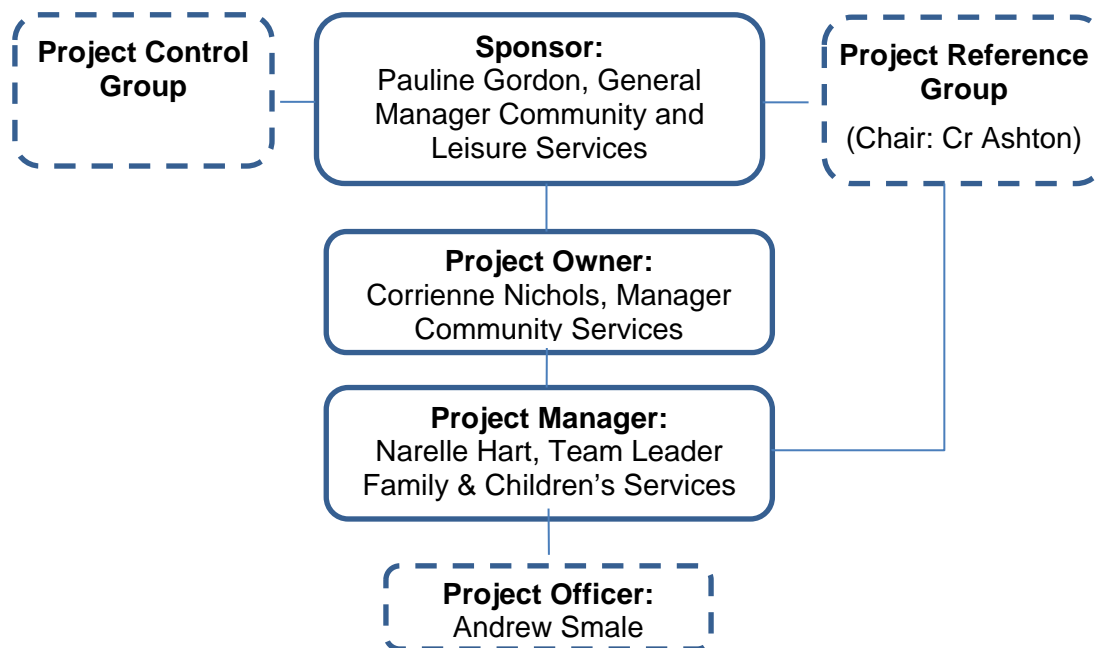 Project Control
Group
Sponsor:
Pauline Gordon, General
Manager Community and
Leisure Services
Project Reference
Group
(Chair: Cr Ashton)
Project Owner:
Corrienne Nichols, Manager
Community Services
Project Manager:
Narelle Hart, Team Leader
Family & Children’s Services
Project Officer:
Andrew Smale